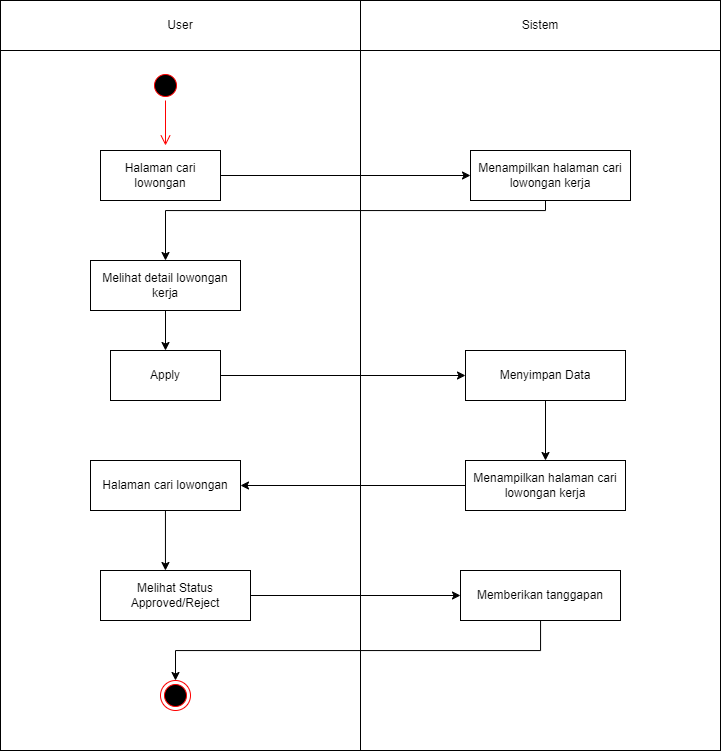 User
Sistem
Halaman cari
lowongan
Menampilkan halaman cari
lowongan kerja
Melihat detail lowongan
kerja
Apply
Menyimpan Data
Halaman cari lowongan
Menampilkan halaman cari
lowongan kerja
Melihat Status
Approved/Reject
Memberikan tanggapan